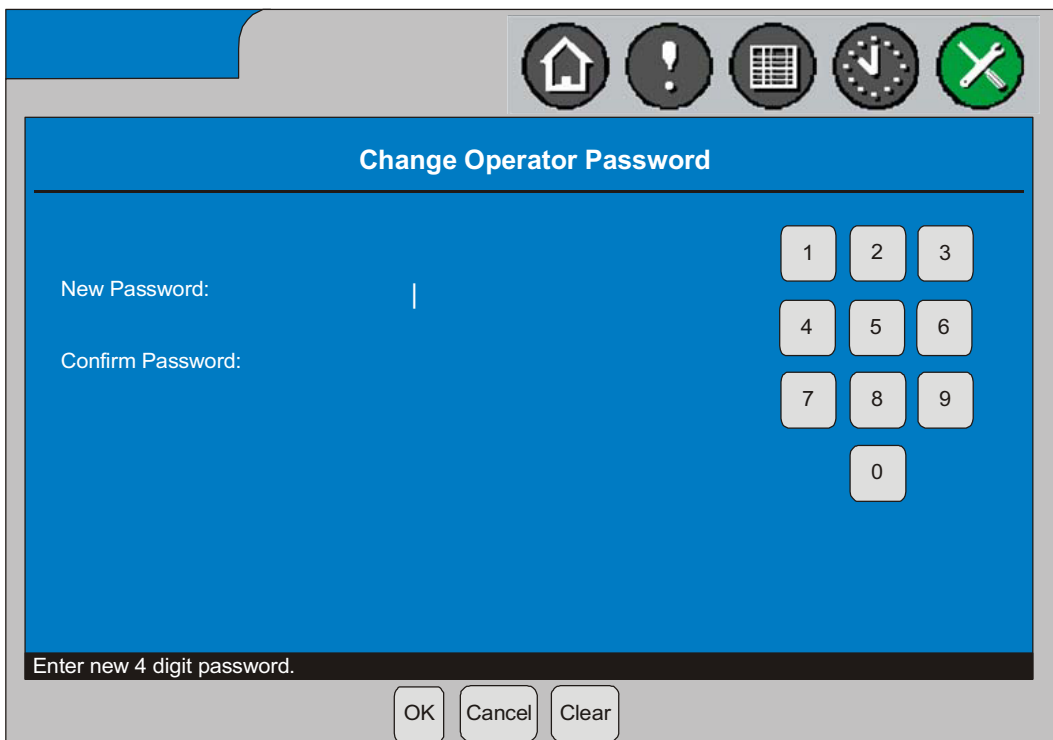 Change Operator Password
New Password:
Confirm Password:
1 2 3
4 5 6
7 8 9
0
Enter new 4 digit password.
OK Cancel Clear